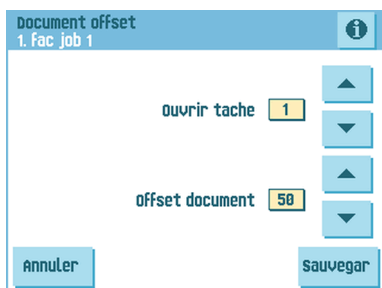 Document offset
1. Fac job 1
Ouvrir tache 1
Offset document 50
Annuler
Sauvegar